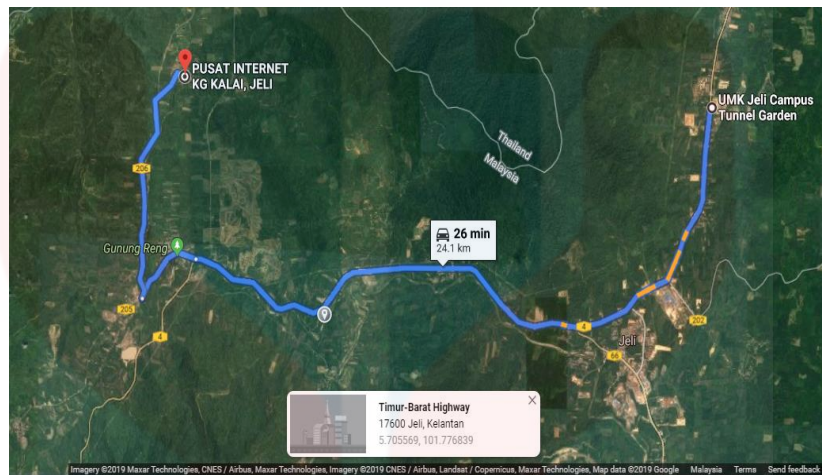 PUSAT INTERNET
KG KALAI, JELI
UMK Jeli Campus
Tunnel Garden
Thailand
Malaysia
206
26 min
24.1 km
Gunung Reng
205
4
4
202
Jeli
66
Timur-Barat Highway
17600 Jeli, Kelantan
5.705569, 101.776839
Imagery ©2019 Maxar Technologies, CNES / Airbus, Maxar Technologies, Imagery ©2019 CNES / Airbus, Landsat / Copernicus, Maxar Technologies, Map data ©2019 Google Malaysia Terms Send feedback